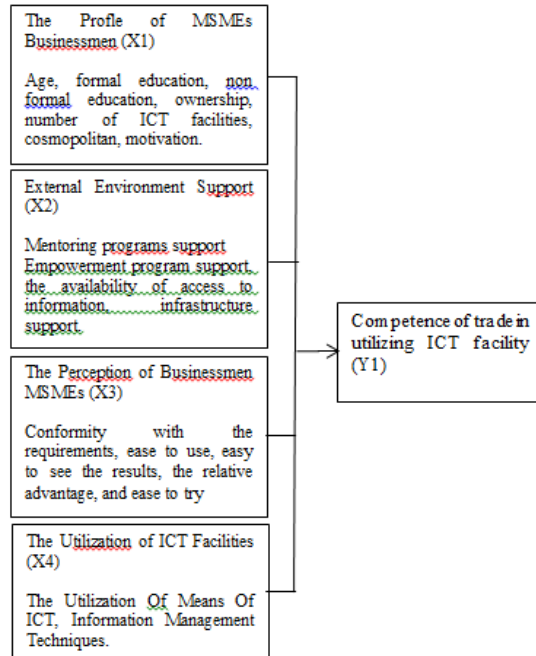 The Profle of MSMEs
Businessmen (X1)
Age, formal education, non
formal education, ownership,
number of ICT facilities,
cosmopolitan, motivation.
External Environment Support
(X2)
Mentoring programs support
Empowerment program support,
the availability of access to
information, infrastructure
support,
The Perception of Businessmen
MSMEs (X3)
Conformity with the
requirements, ease to use, easy
to see the results, the relative
advantage, and ease to try
The Utilization of ICT Facilities
(X4)
The Utilization Of Means Of
ICT, Information Management
Techniques.
Competence of trade in
utilizing ICT facility
(Y1)